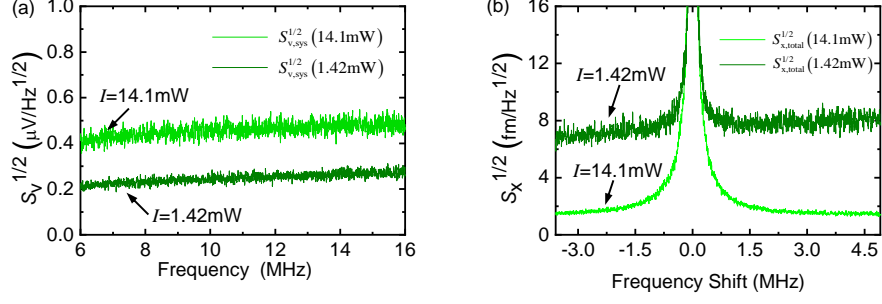 (a)
1.0
0.8
0.6
0.4
0.2
0.0
S_V^{1/2} (μV/Hz^{1/2})
S_{v,sys}^{1/2} (14.1mW)
S_{v,sys}^{1/2} (1.42mW)
I=14.1mW
I=1.42mW
6 8 10 12 14 16
Frequency (MHz)
(b)
16
12
8
4
0
S_X^{1/2} (fm/Hz^{1/2})
S_{x,total}^{1/2} (14.1mW)
S_{x,total}^{1/2} (1.42mW)
I=1.42mW
I=14.1mW
-3.0 -1.5 0.0 1.5 3.0 4.5
Frequency Shift (MHz)